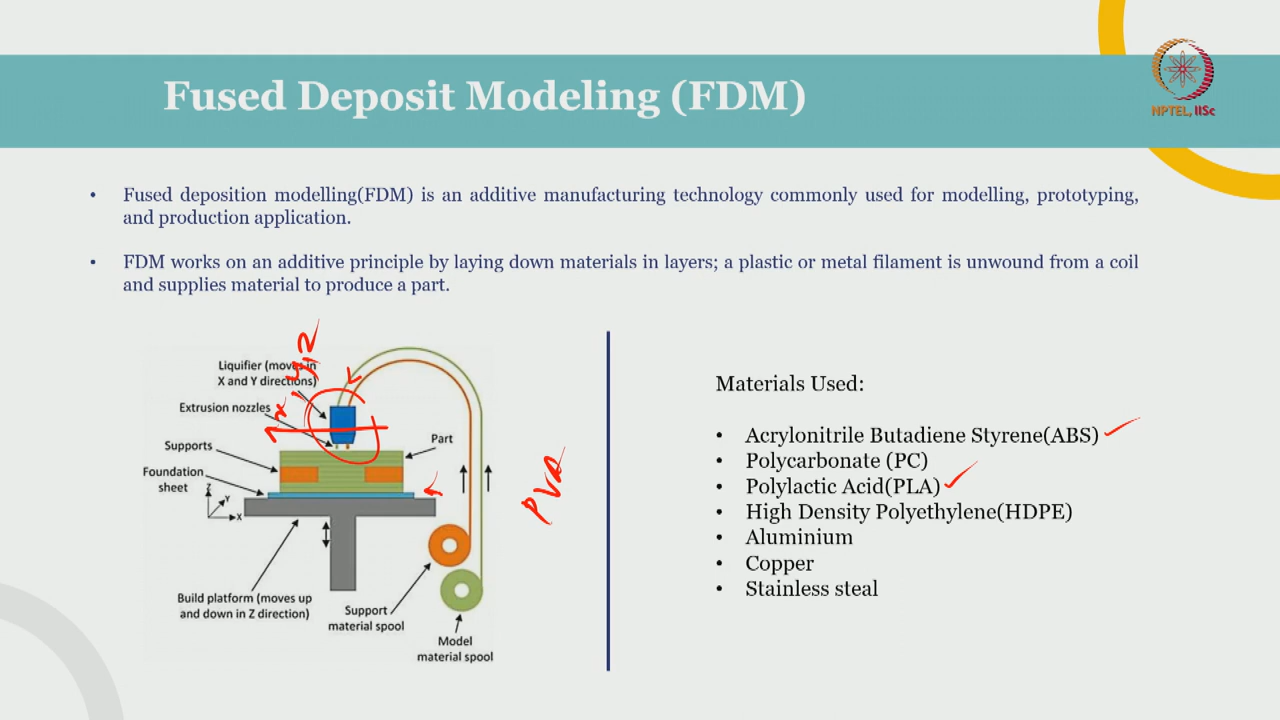 Fused Deposit Modeling (FDM)
NPTEL, IISc
• Fused deposition modelling(FDM) is an additive manufacturing technology commonly used for modelling, prototyping,
and production application.
• FDM works on an additive principle by laying down materials in layers; a plastic or metal filament is unwound from a coil
and supplies material to produce a part.
Liquifier (moves in
X and Y directions)
Extrusion nozzles
Supports
Part
Foundation
sheet
Z
Y
X
Build platform (moves up
and down in Z direction)
Support
material spool
Model
material spool
x, y, z
PVA
Materials Used:
• Acrylonitrile Butadiene Styrene(ABS)
• Polycarbonate (PC)
• Polylactic Acid(PLA)
• High Density Polyethylene(HDPE)
• Aluminium
• Copper
• Stainless steal